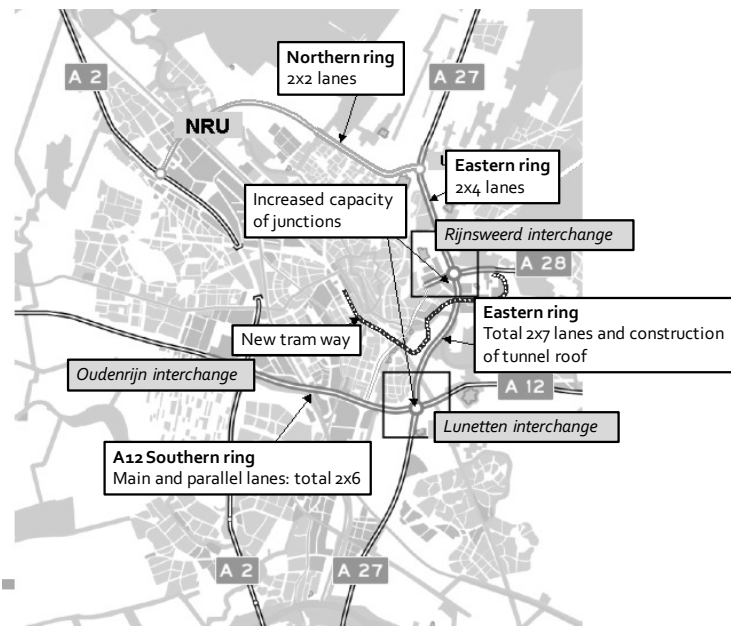 Northern ring
2x2 lanes
A 2
A 27
NRU
Eastern ring
2x4 lanes
Increased capacity
of junctions
Rijnsweerd interchange
A 28
Eastern ring
Total 2x7 lanes and construction
of tunnel roof
New tram way
Oudenrijn interchange
A 12
Lunetten interchange
A12 Southern ring
Main and parallel lanes: total 2x6
A 2
A 27